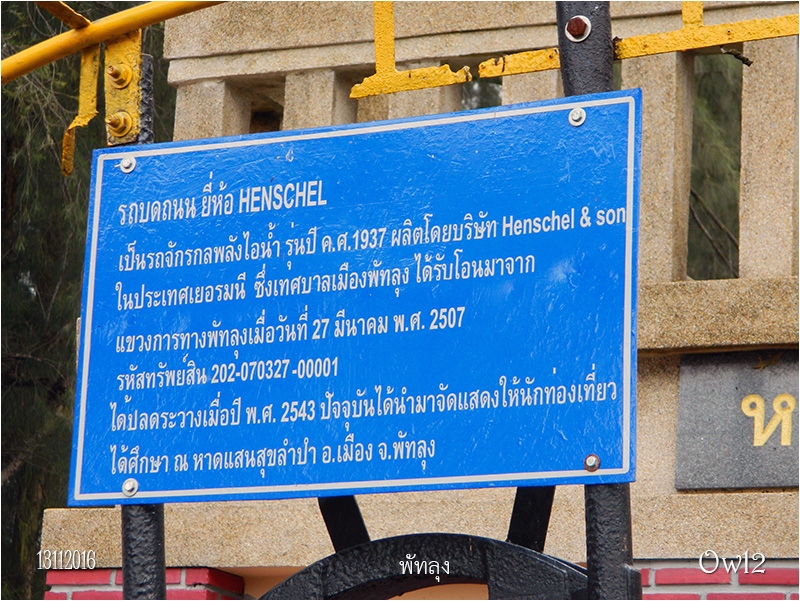 รถบดถนน ยี่ห้อ HENSCHEL
เป็นรถจักรกลพลังไอน้ำ รุ่นปี ค.ศ.1937 ผลิตโดยบริษัท Henschel & son
ในประเทศเยอรมนี ซึ่งเทศบาลเมืองพัทลุง ได้รับโอนมาจาก
แขวงการทางพัทลุงเมื่อวันที่ 27 มีนาคม พ.ศ. 2507
รหัสทรัพย์สิน 202-070327-00001
ได้ปลดระวางเมื่อปี พ.ศ. 2543 ปัจจุบันได้นำมาจัดแสดงให้นักท่องเที่ยว
ได้ศึกษา ณ หาดแสนสุขลำปำ อ.เมือง จ.พัทลุง
ห
13112016
พัทลุง
Owl2